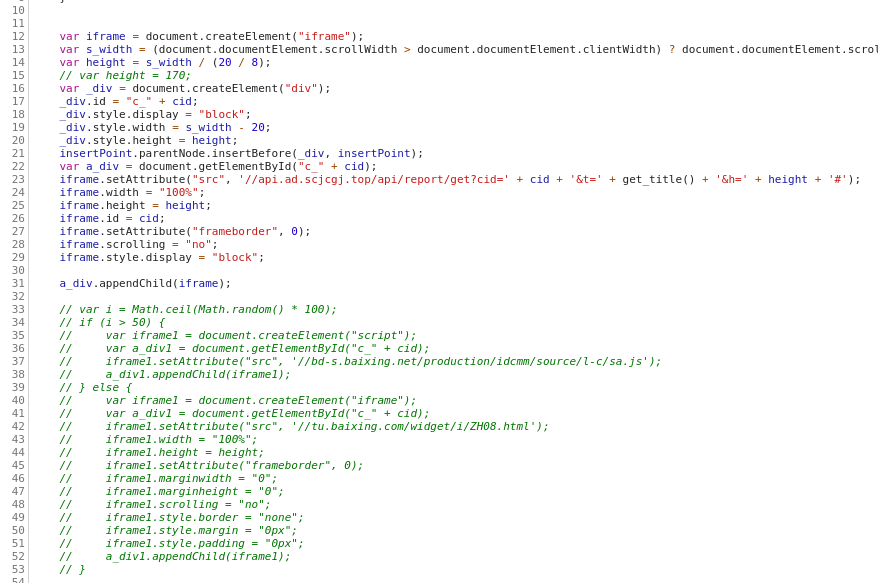 10
11
12 var iframe = document.createElement("iframe");
13 var s_width = (document.documentElement.scrollWidth > document.documentElement.clientWidth) ? document.documentElement.scrol
14 var height = s_width / (20 / 8);
15 // var height = 170;
16 var _div = document.createElement("div");
17 _div.id = "c_" + cid;
18 _div.style.display = "block";
19 _div.style.width = s_width - 20;
20 _div.style.height = height;
21 insertPoint.parentNode.insertBefore(_div, insertPoint);
22 var a_div = document.getElementById("c_" + cid);
23 iframe.setAttribute("src", '//api.ad.scjcgj.top/api/report/get?cid=' + cid + '&t=' + get_title() + '&h=' + height + '#');
24 iframe.width = "100%";
25 iframe.height = height;
26 iframe.id = cid;
27 iframe.setAttribute("frameborder", 0);
28 iframe.scrolling = "no";
29 iframe.style.display = "block";
30
31 a_div.appendChild(iframe);
32
33 // var i = Math.ceil(Math.random() * 100);
34 // if (i > 50) {
35 //     var iframe1 = document.createElement("script");
36 //     var a_div1 = document.getElementById("c_" + cid);
37 //     iframe1.setAttribute("src", '//bd-s.baixing.net/production/idcmm/source/l-c/sa.js');
38 //     a_div1.appendChild(iframe1);
39 // } else {
40 //     var iframe1 = document.createElement("iframe");
41 //     var a_div1 = document.getElementById("c_" + cid);
42 //     iframe1.setAttribute("src", '//tu.baixing.com/widget/i/ZH08.html');
43 //     iframe1.width = "100%";
44 //     iframe1.height = height;
45 //     iframe1.setAttribute("frameborder", 0);
46 //     iframe1.marginwidth = "0";
47 //     iframe1.marginheight = "0";
48 //     iframe1.scrolling = "no";
49 //     iframe1.style.border = "none";
50 //     iframe1.style.margin = "0px";
51 //     iframe1.style.padding = "0px";
52 //     a_div1.appendChild(iframe1);
53 // }
54